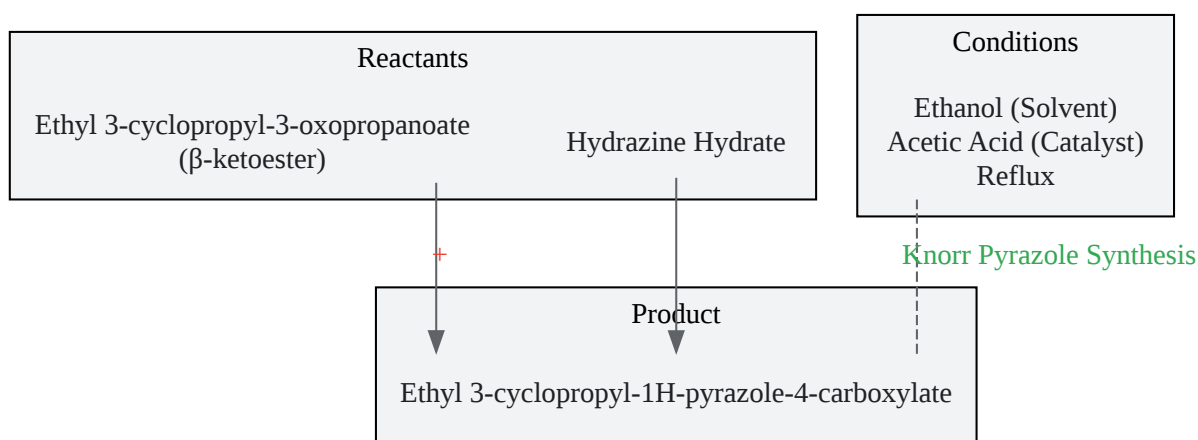 Reactants
Ethyl 3-cyclopropyl-3-oxopropanoate
(β-ketoester)
Hydrazine Hydrate
Conditions
Ethanol (Solvent)
Acetic Acid (Catalyst)
Reflux
+
Knorr Pyrazole Synthesis
Product
Ethyl 3-cyclopropyl-1H-pyrazole-4-carboxylate